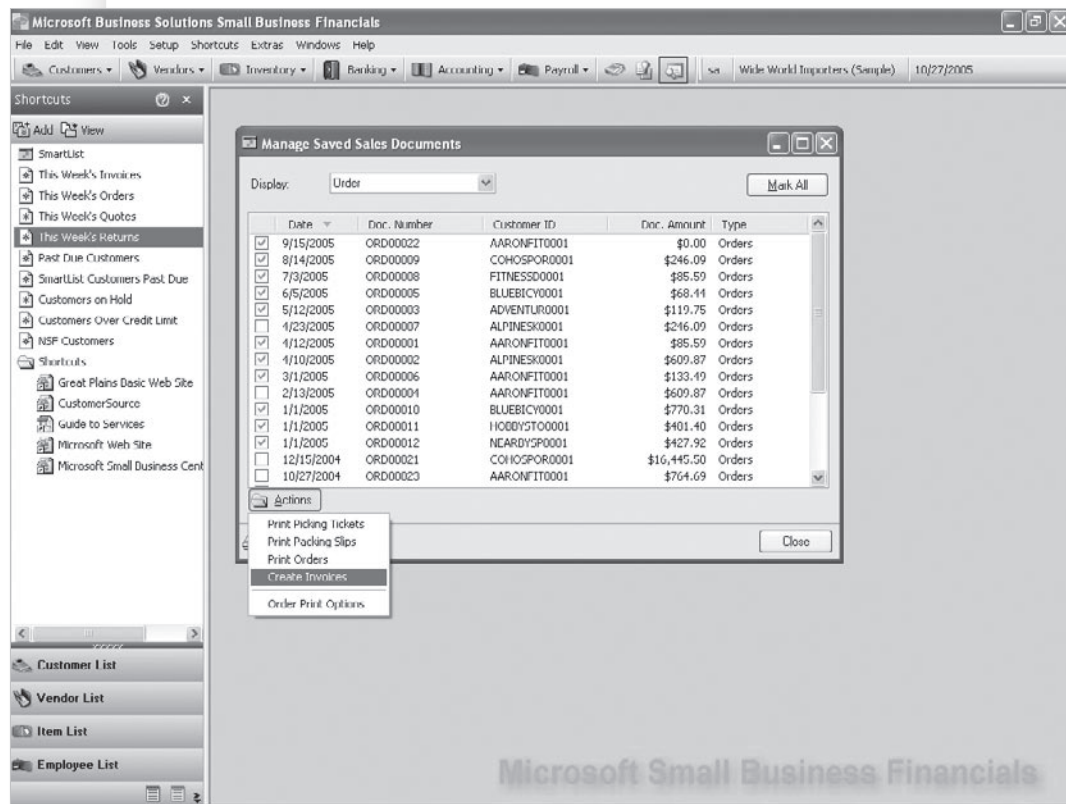 Microsoft Business Solutions Small Business Financials
File Edit View Tools Setup Shortcuts Extras Windows Help
Customers Vendors Inventory Banking Accounting Payroll sa Wide World Importers (Sample) 10/27/2005
Shortcuts
Add View
SmartList
This Week's Invoices
This Week's Orders
This Week's Quotes
This Week's Returns
Past Due Customers
SmartList Customers Past Due
Customers on Hold
Customers Over Credit Limit
NSF Customers
Shortcuts
Great Plains Basic Web Site
CustomerSource
Guide to Services
Microsoft Web Site
Microsoft Small Business Cent
Customer List
Vendor List
Item List
Employee List
Manage Saved Sales Documents
Display: Order Mark All
Date Doc. Number Customer ID Doc. Amount Type
9/15/2005 ORD00022 AARONFIT0001 $0.00 Orders
8/14/2005 ORD00009 COHOSPOR0001 $246.09 Orders
7/3/2005 ORD00008 FITNESSD0001 $85.59 Orders
6/5/2005 ORD00005 BLUEBICY0001 $68.44 Orders
5/12/2005 ORD00003 ADVENTUR0001 $119.75 Orders
4/23/2005 ORD00007 ALPINESK0001 $246.09 Orders
4/12/2005 ORD00001 AARONFIT0001 $85.59 Orders
4/10/2005 ORD00002 ALPINESK0001 $609.87 Orders
3/1/2005 ORD00006 AARONFIT0001 $133.49 Orders
2/13/2005 ORD00004 AARONFIT0001 $609.87 Orders
1/1/2005 ORD00010 BLUEBICY0001 $770.31 Orders
1/1/2005 ORD00011 HOBBYSTO0001 $401.40 Orders
1/1/2005 ORD00012 NEARBYSP0001 $427.92 Orders
12/15/2004 ORD00021 COHOSPOR0001 $16,445.50 Orders
10/27/2004 ORD00023 AARONFIT0001 $764.69 Orders
Actions
Print Picking Tickets
Print Packing Slips
Print Orders
Create Invoices
Order Print Options
Close
Microsoft Small Business Financials